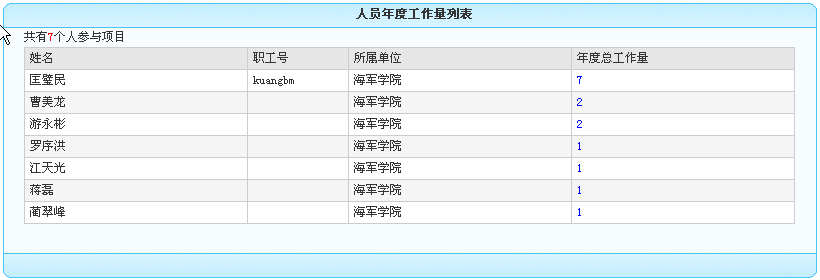 人员年度工作量列表
共有7个人参与项目
姓名 职工号 所属单位 年度总工作量
匡璧民 kuangbm 海军学院 7
曹美龙 海军学院 2
游永彬 海军学院 2
罗序洪 海军学院 1
江天光 海军学院 1
蒋磊 海军学院 1
蔺翠峰 海军学院 1